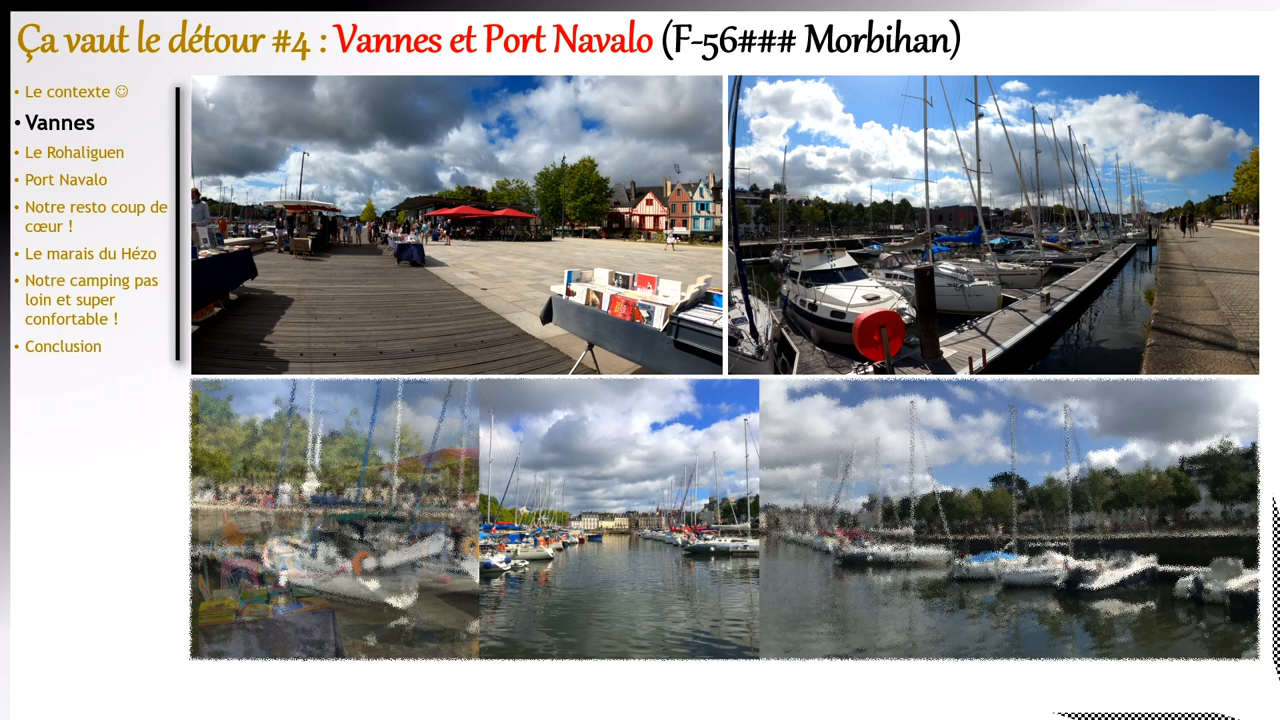 Ça vaut le détour #4 : Vannes et Port Navalo (F-56### Morbihan)
• Le contexte ☺
• Vannes
• Le Rohaliguen
• Port Navalo
• Notre resto coup de
cœur !
• Le marais du Hézo
• Notre camping pas
loin et super
confortable !
• Conclusion